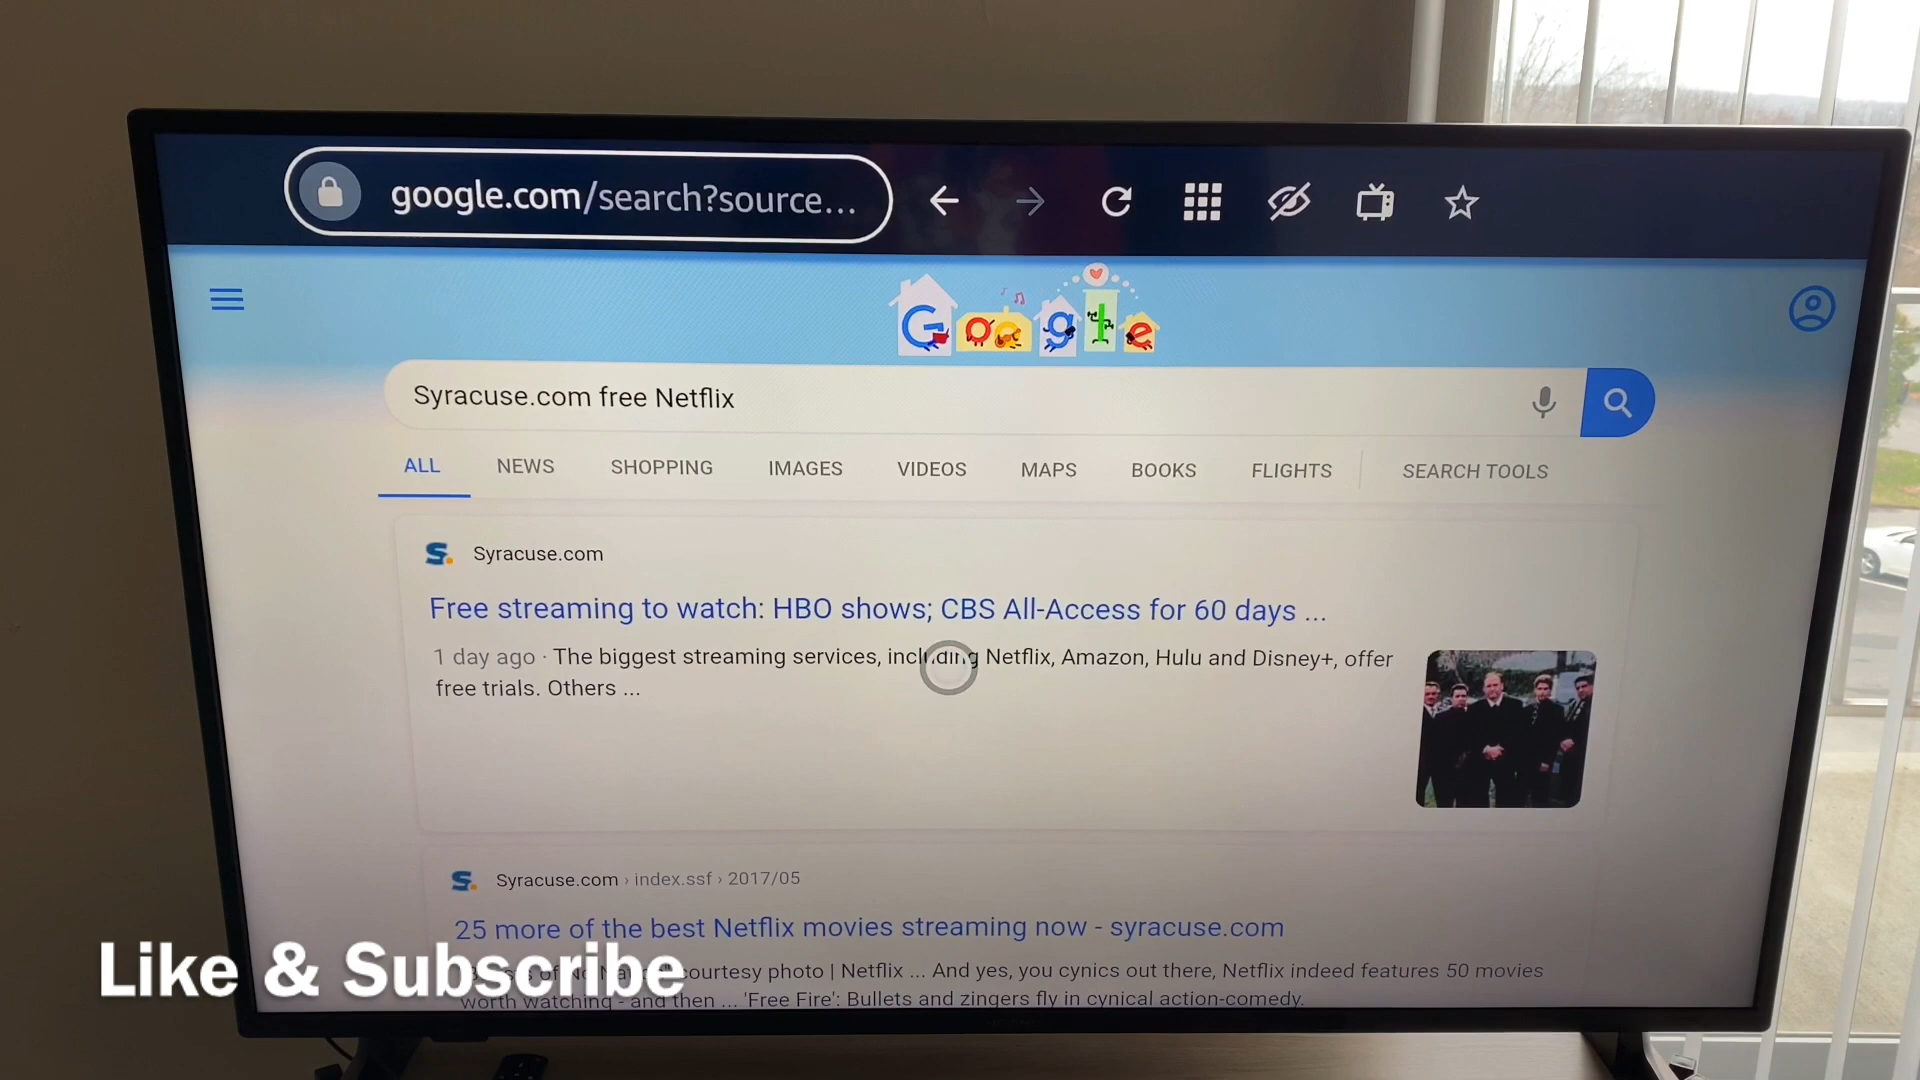 google.com/search?source...
Google
Syracuse.com free Netflix
ALL NEWS SHOPPING IMAGES VIDEOS MAPS BOOKS FLIGHTS SEARCH TOOLS
S. Syracuse.com
Free streaming to watch: HBO shows; CBS All-Access for 60 days ...
1 day ago · The biggest streaming services, including Netflix, Amazon, Hulu and Disney+, offer
free trials. Others ...
S. Syracuse.com › index.ssf › 2017/05
25 more of the best Netflix movies streaming now - syracuse.com
courtesy photo | Netflix ... And yes, you cynics out there, Netflix indeed features 50 movies
worth watching - and then ... 'Free Fire': Bullets and zingers fly in cynical action-comedy.
Like & Subscribe